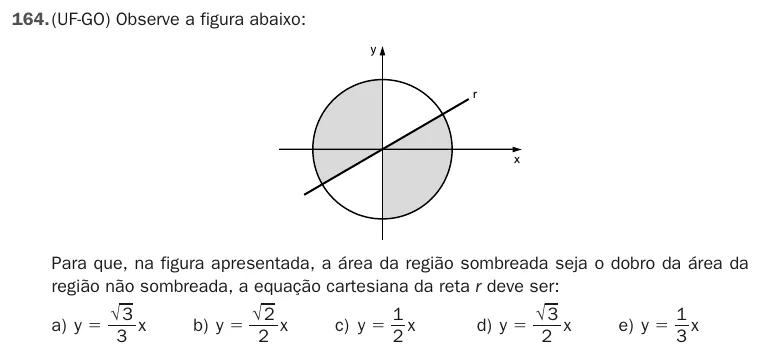 164. (UF-GO) Observe a figura abaixo:
y
r
x
Para que, na figura apresentada, a área da região sombreada seja o dobro da área da
região não sombreada, a equação cartesiana da reta r deve ser:
a) y = √3/3 x b) y = √2/2 x c) y = 1/2 x d) y = √3/2 x e) y = 1/3 x